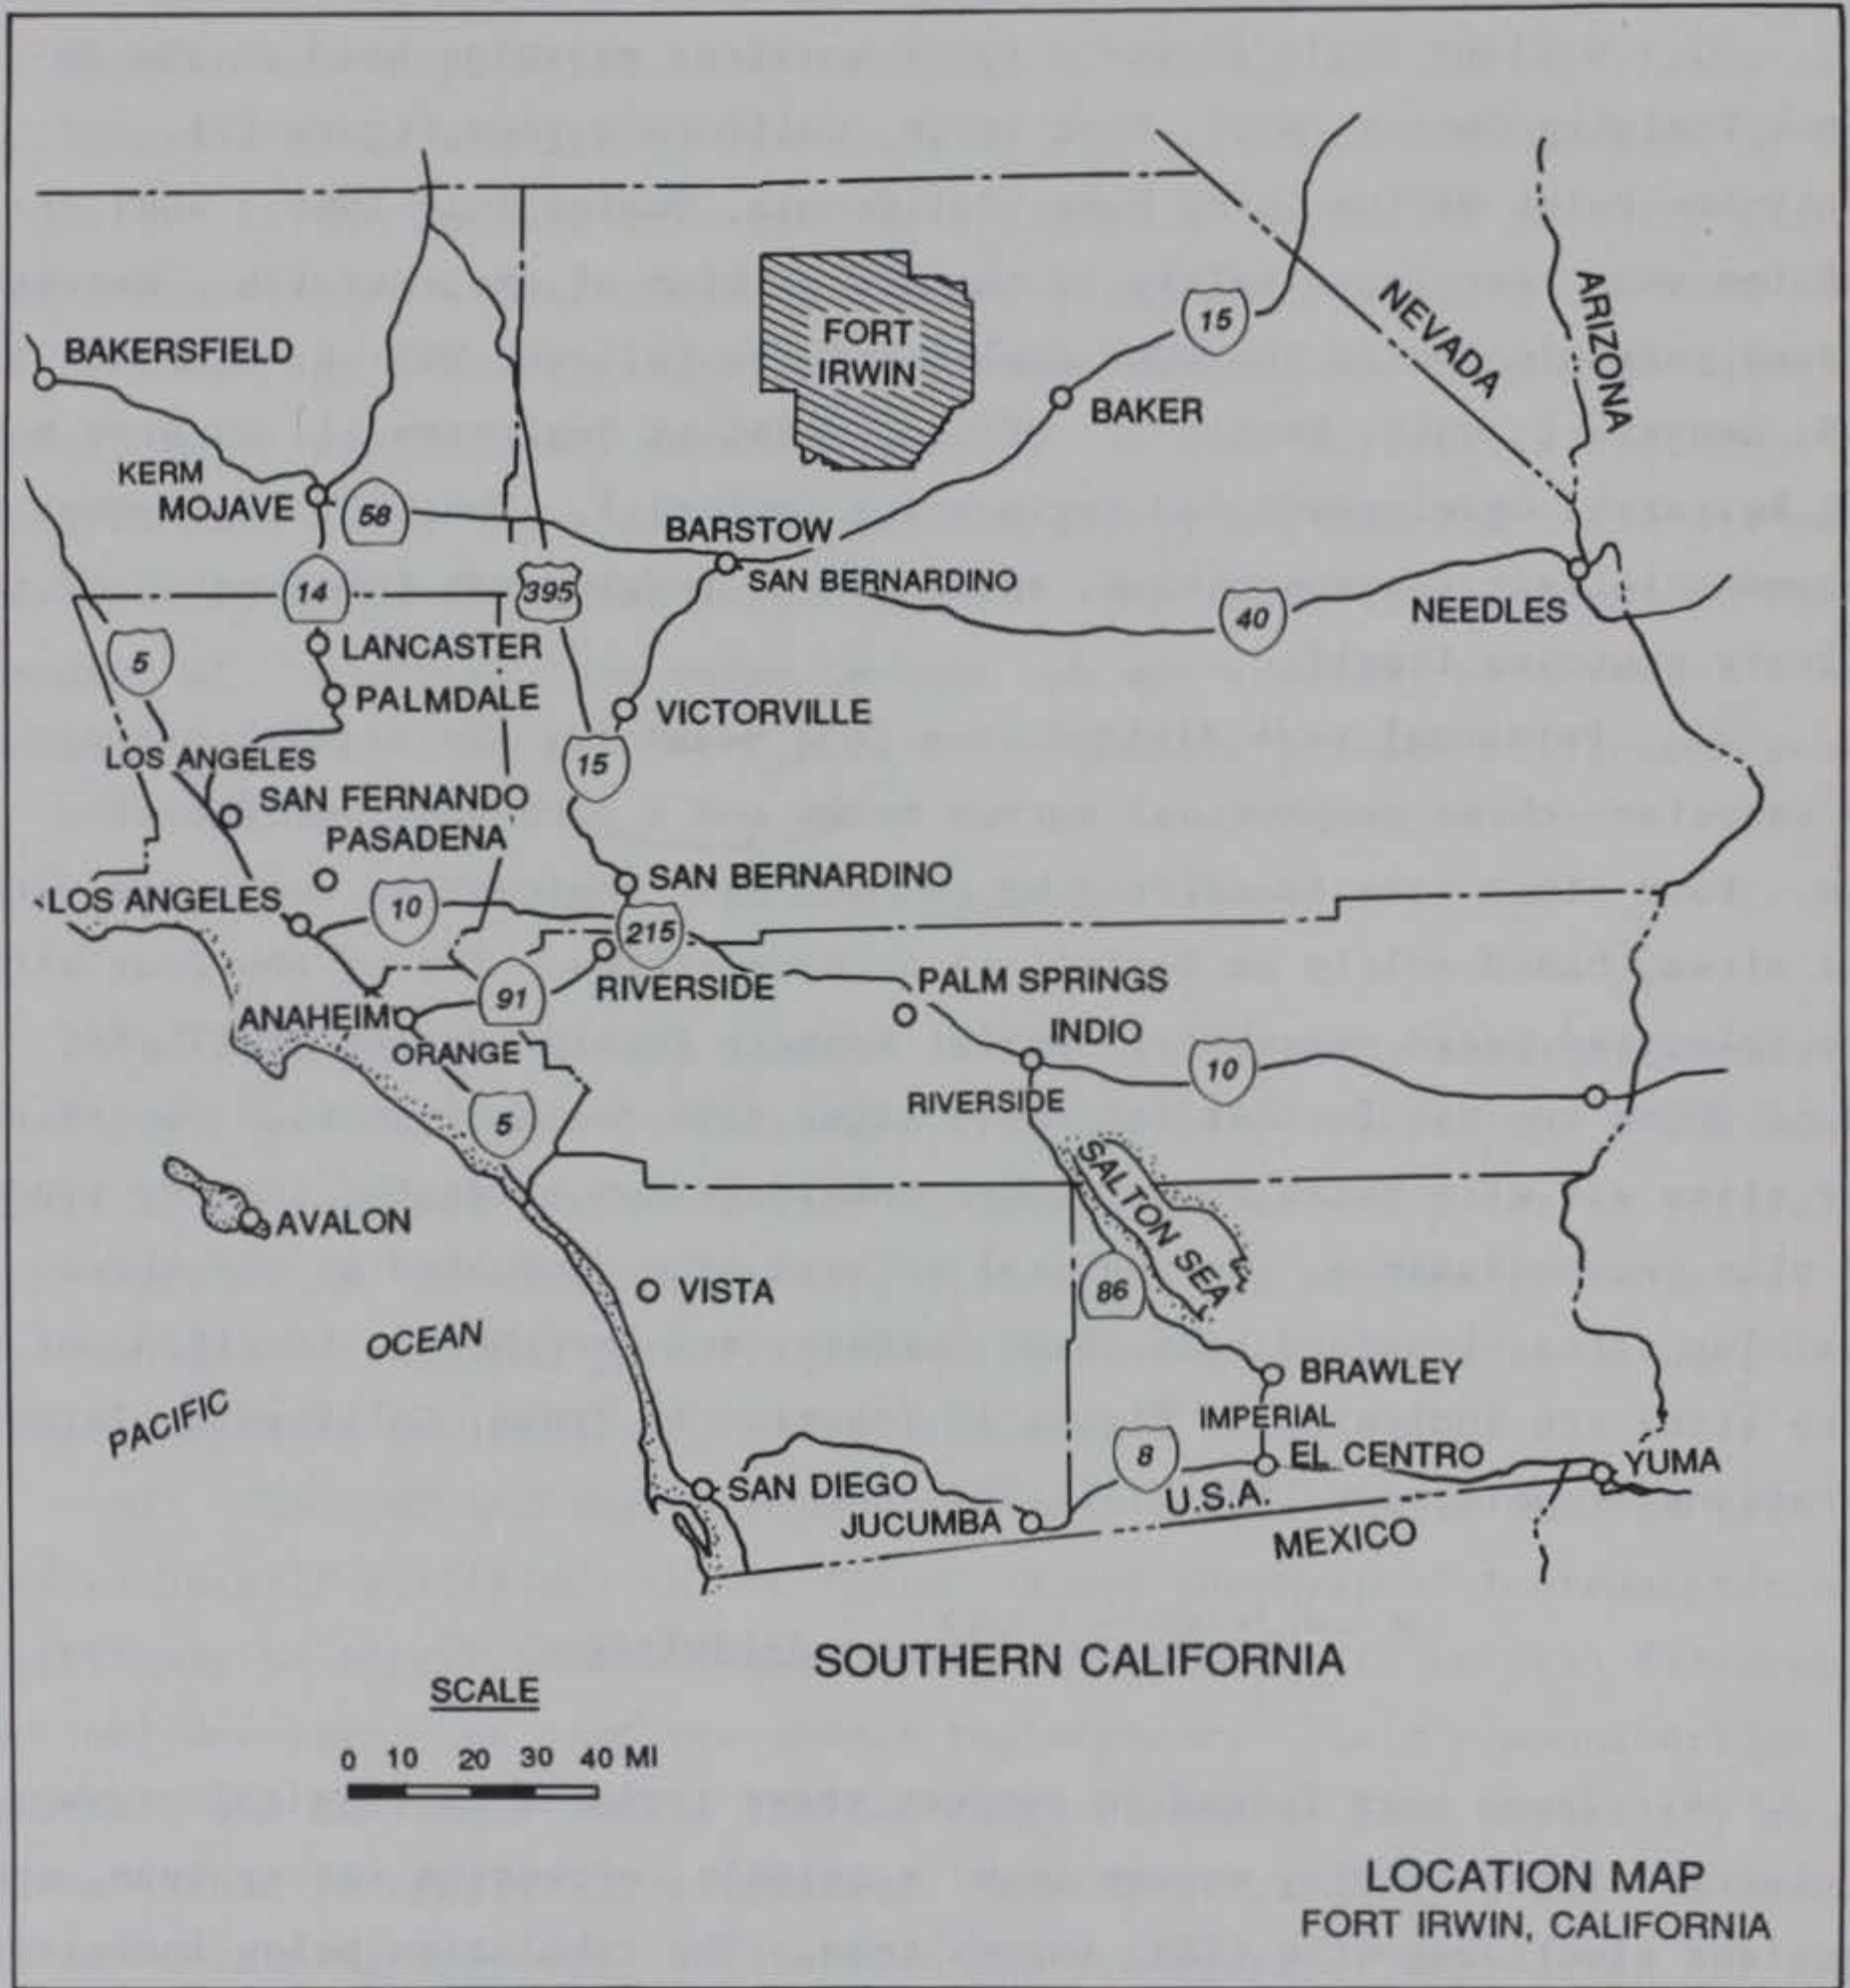 FORT
IRWIN
15
NEVADA
ARIZONA
BAKERSFIELD
BAKER
KERM
MOJAVE
58
BARSTOW
SAN BERNARDINO
14
395
40
NEEDLES
5
LANCASTER
PALMDALE
VICTORVILLE
15
LOS ANGELES
SAN FERNANDO
PASADENA
SAN BERNARDINO
LOS ANGELES
10
215
91
RIVERSIDE
PALM SPRINGS
ANAHEIM
ORANGE
INDIO
10
5
RIVERSIDE
SALTON SEA
AVALON
VISTA
86
OCEAN
PACIFIC
BRAWLEY
IMPERIAL
8
EL CENTRO
YUMA
SAN DIEGO
JUCUMBA
U.S.A.
MEXICO
SOUTHERN CALIFORNIA
SCALE
0 10 20 30 40 MI
LOCATION MAP
FORT IRWIN, CALIFORNIA